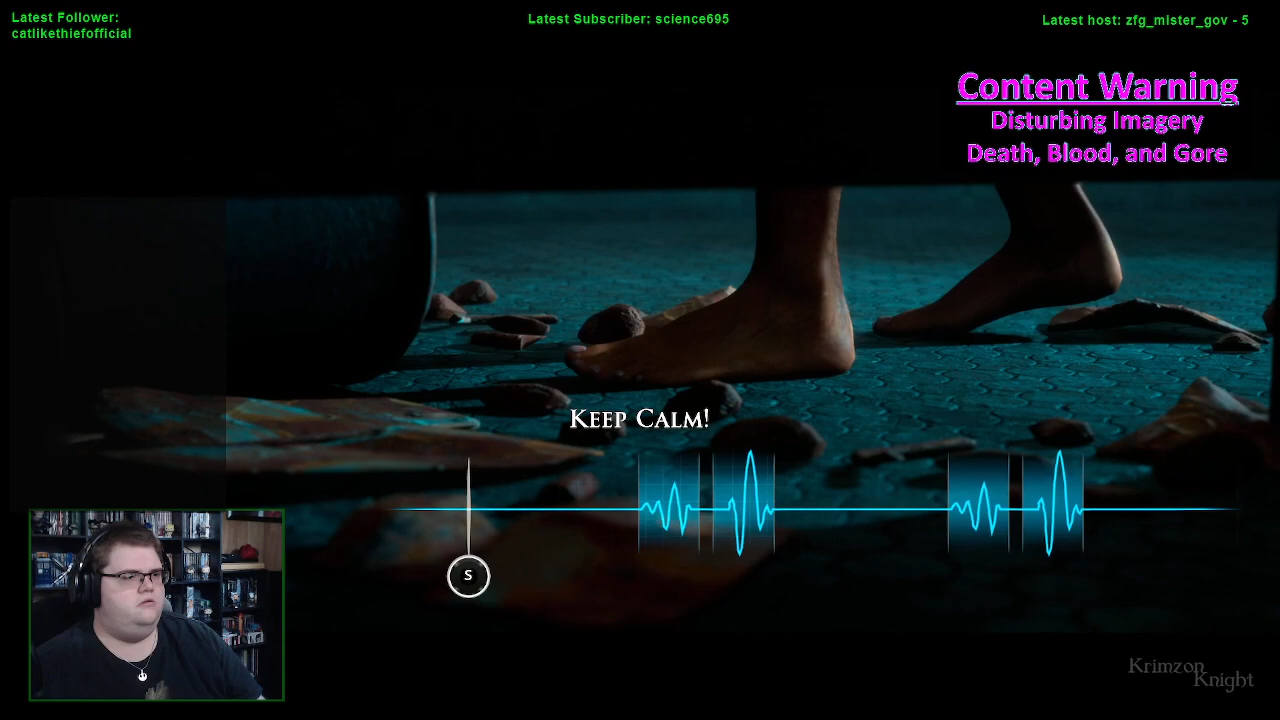 Latest Follower:
catlikethiefofficial
Latest Subscriber: science695
Latest host: zfg_mister_gov - 5
Content Warning
Disturbing Imagery
Death, Blood, and Gore
Keep Calm!
S
Krimzon
Knight